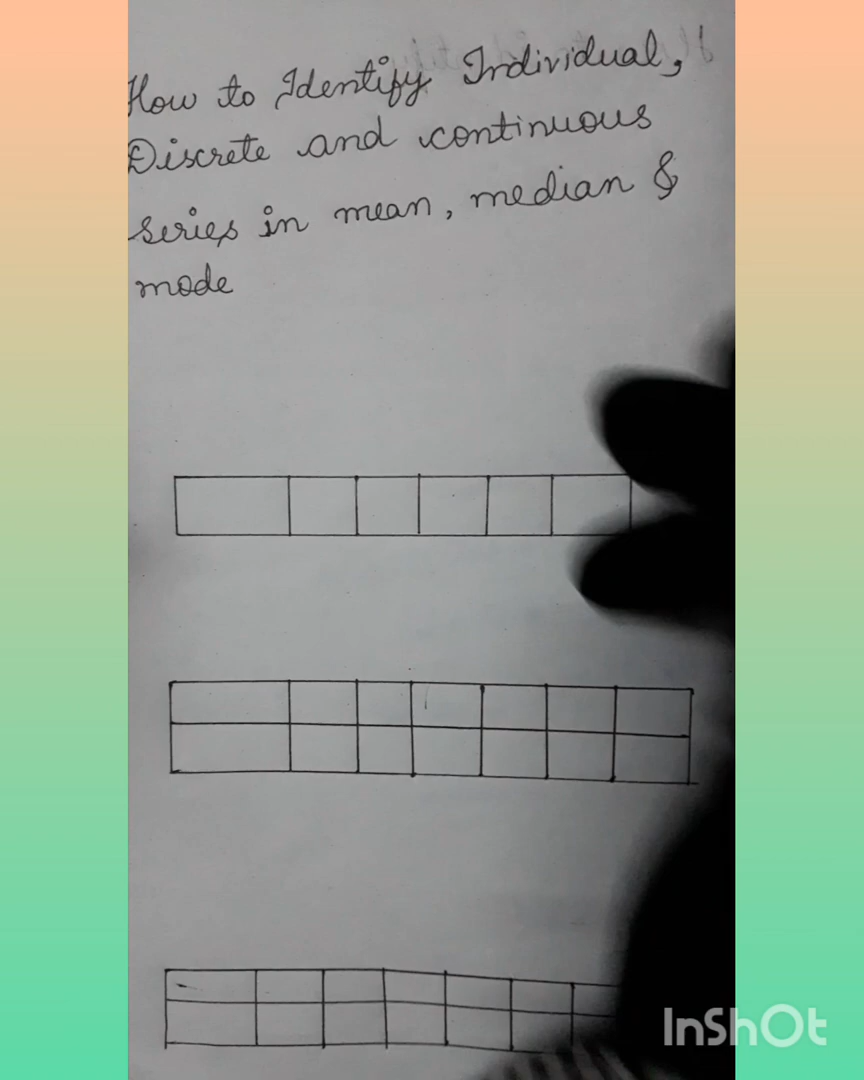 How to Identify Individual,
Discrete and continuous
series in mean, median &
mode
InShOt